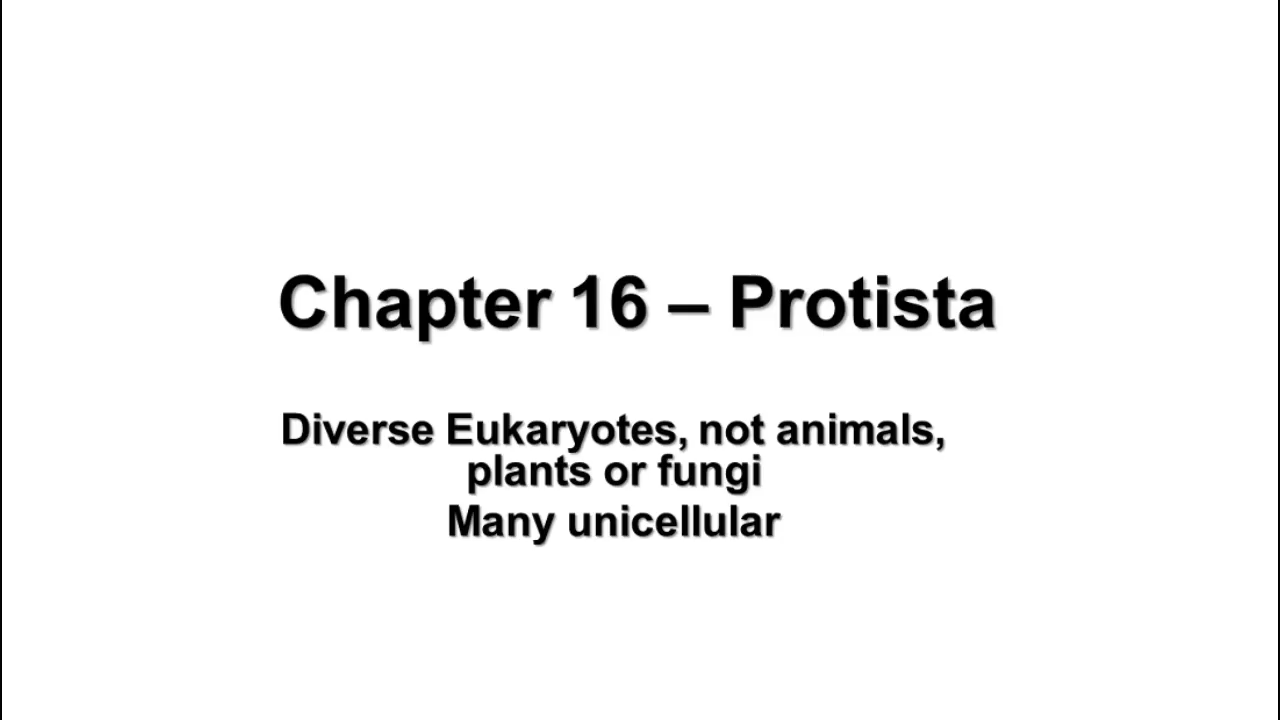 Chapter 16 – Protista
Diverse Eukaryotes, not animals,
plants or fungi
Many unicellular